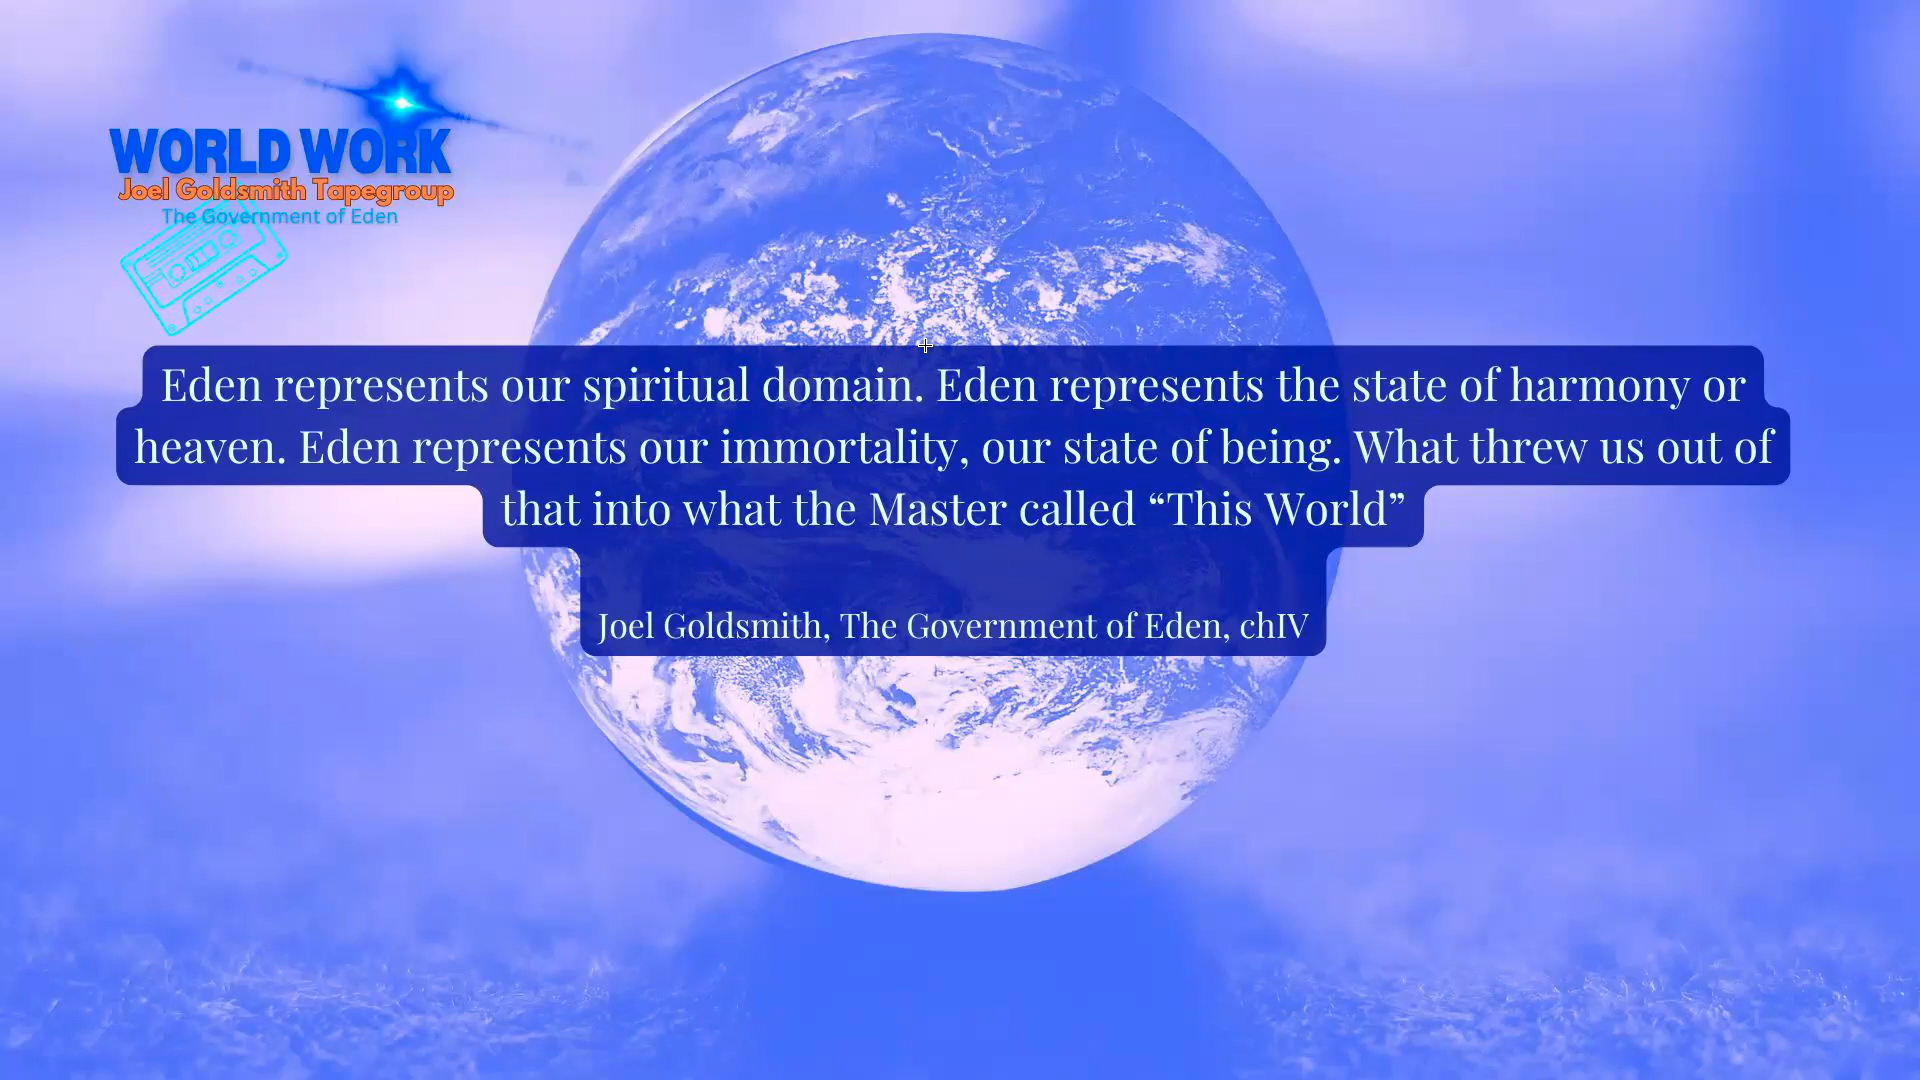 WORLD WORK
Joel Goldsmith Tapegroup
The Government of Eden
Eden represents our spiritual domain. Eden represents the state of harmony or
heaven. Eden represents our immortality, our state of being. What threw us out of
that into what the Master called “This World”
Joel Goldsmith, The Government of Eden, chIV